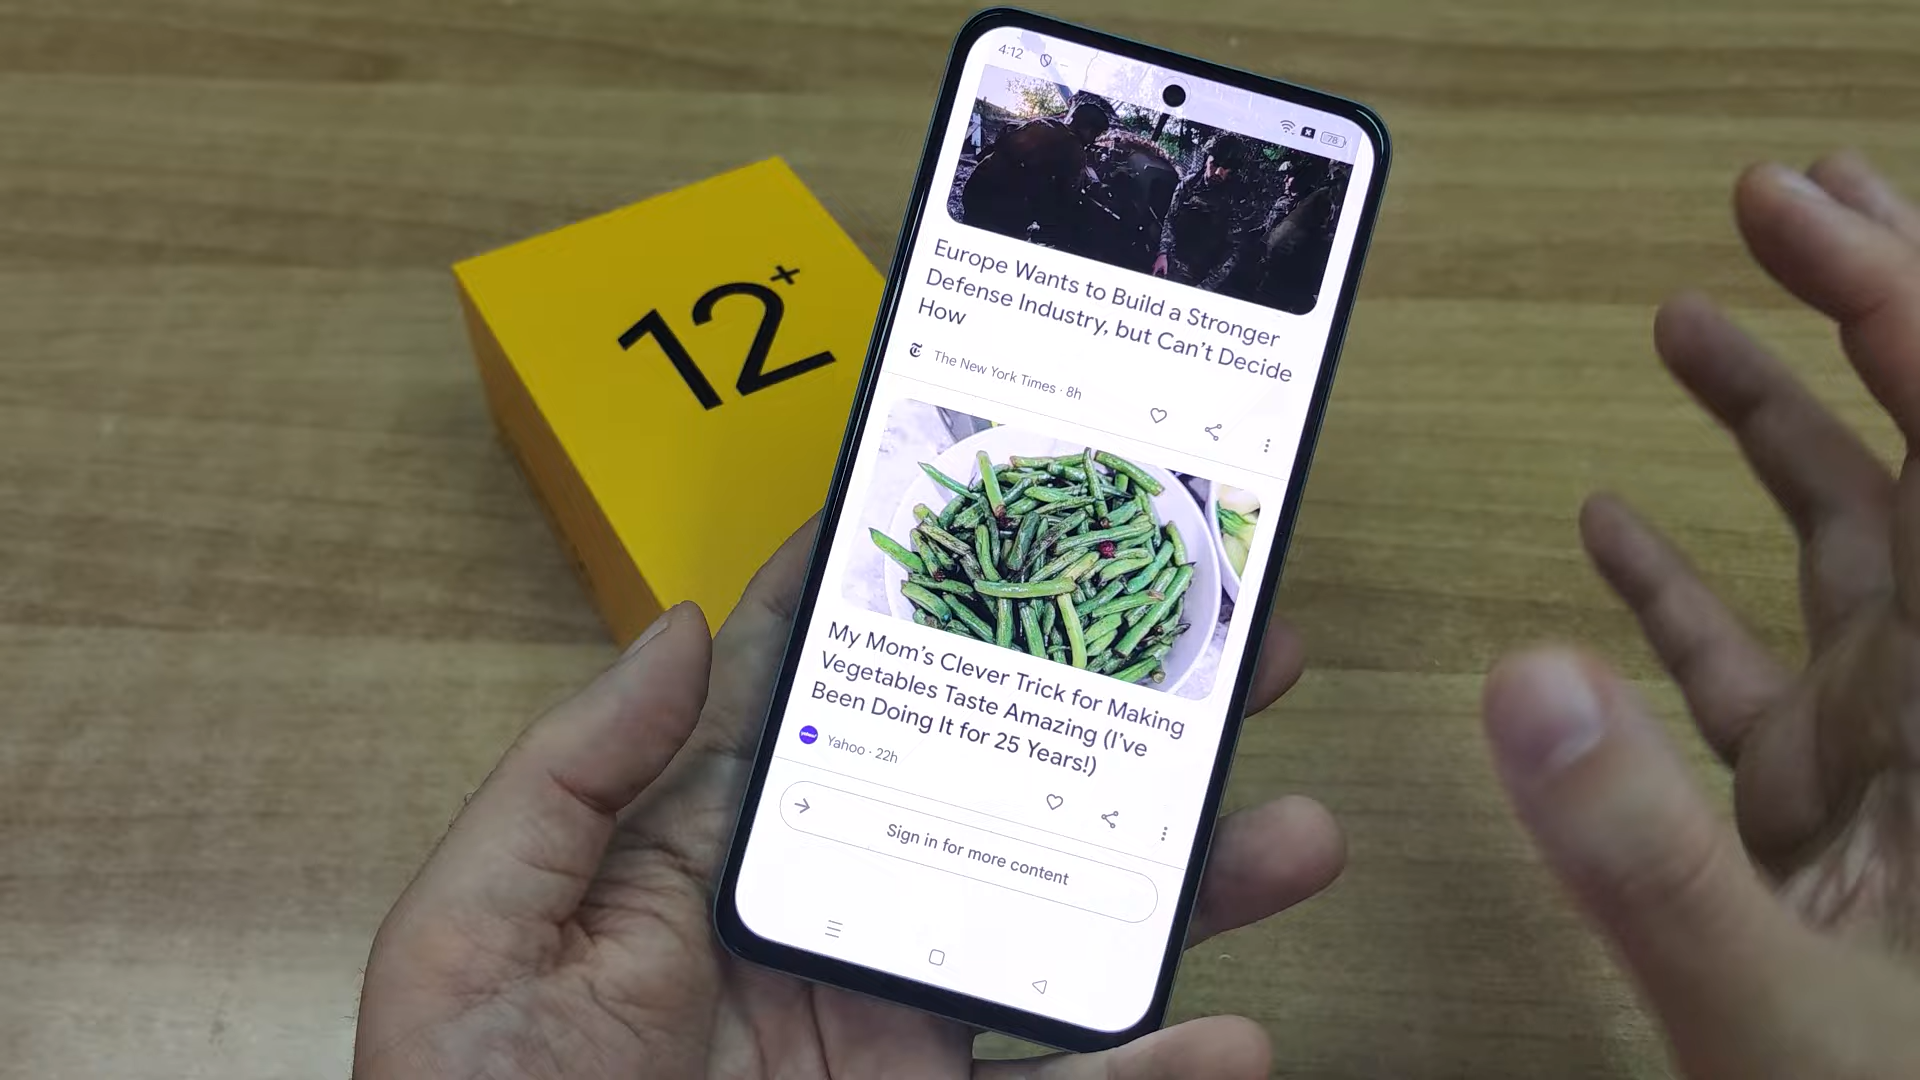 12+
4:12
78
Europe Wants to Build a Stronger
Defense Industry, but Can't Decide
How
The New York Times · 8h
My Mom's Clever Trick for Making
Vegetables Taste Amazing (I've
Been Doing It for 25 Years!)
Yahoo · 22h
Sign in for more content